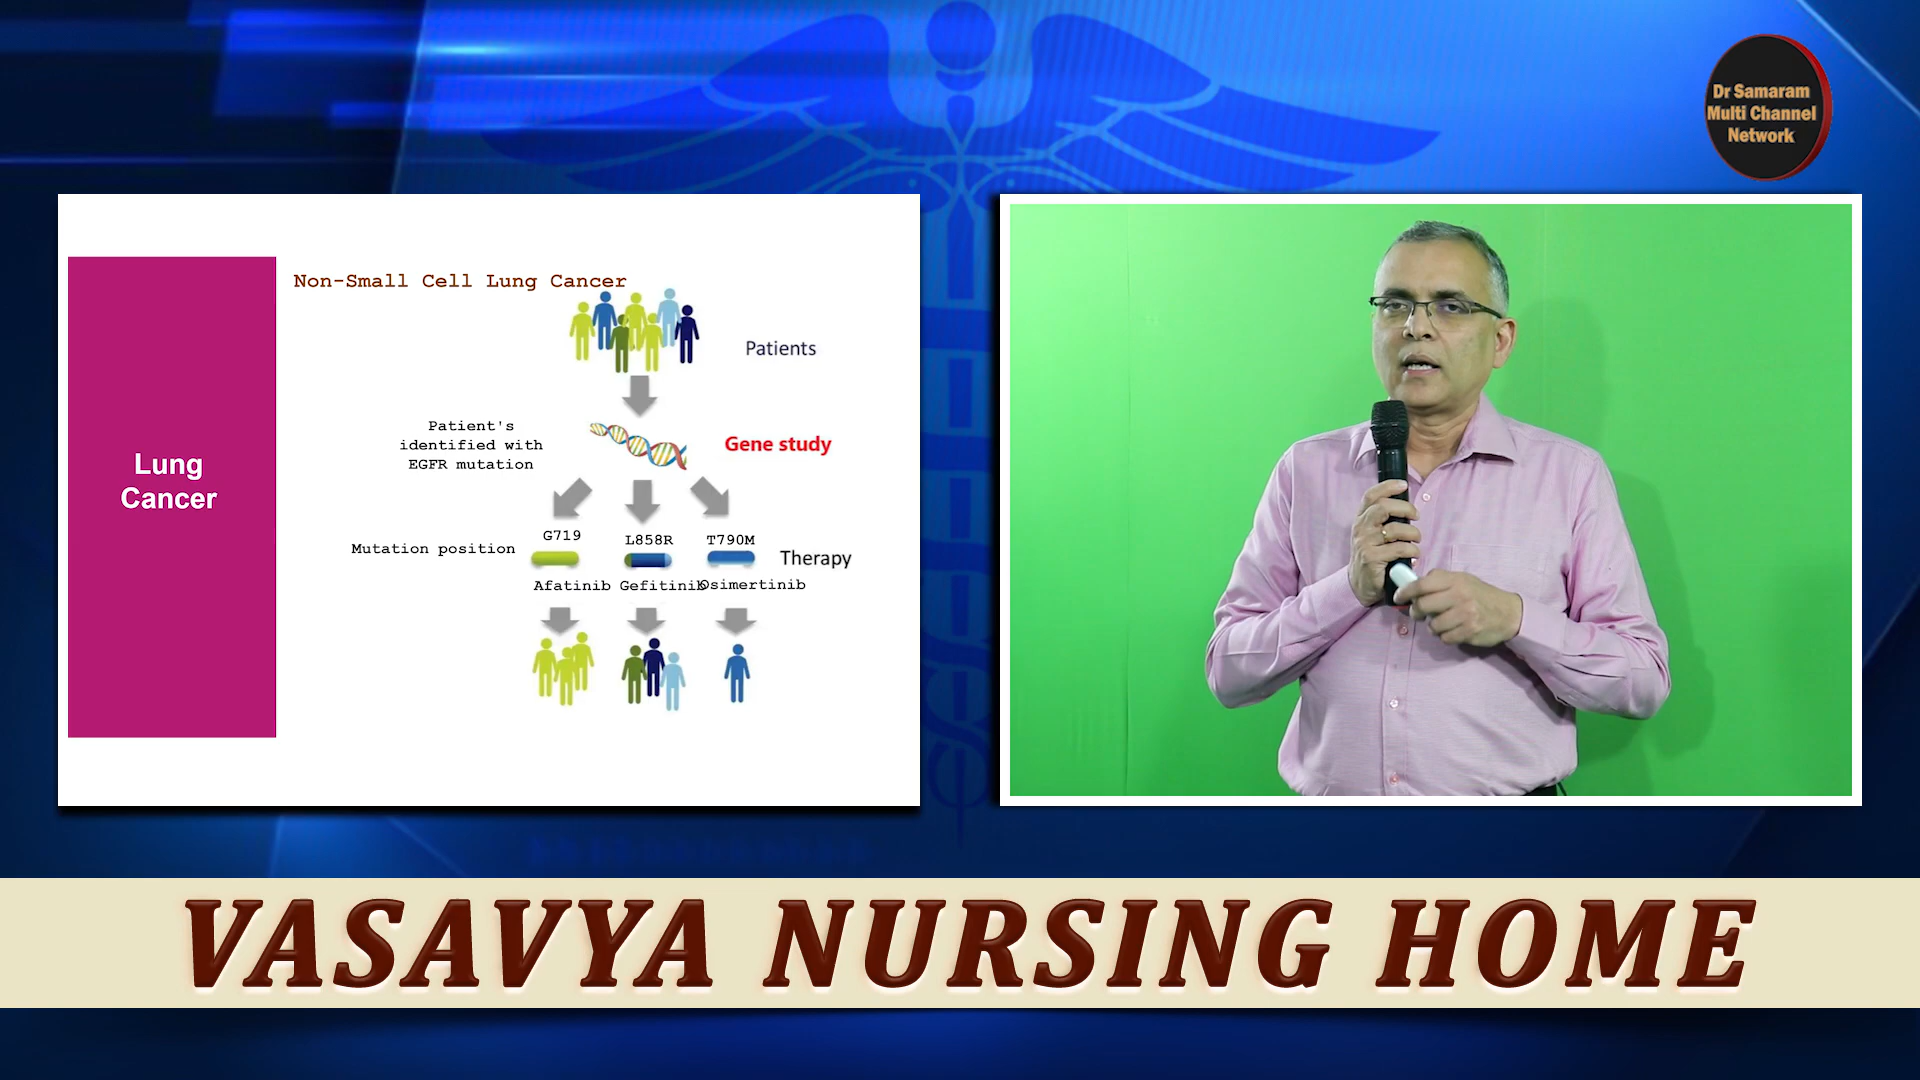 Dr Samaram
Multi Channel
Network
Lung
Cancer
Non-Small Cell Lung Cancer
Patients
Patient's
identified with
EGFR mutation
Gene study
G719
L858R
T790M
Mutation position
Therapy
Afatinib
Gefitinib
Osimertinib
VASAVYA NURSING HOME